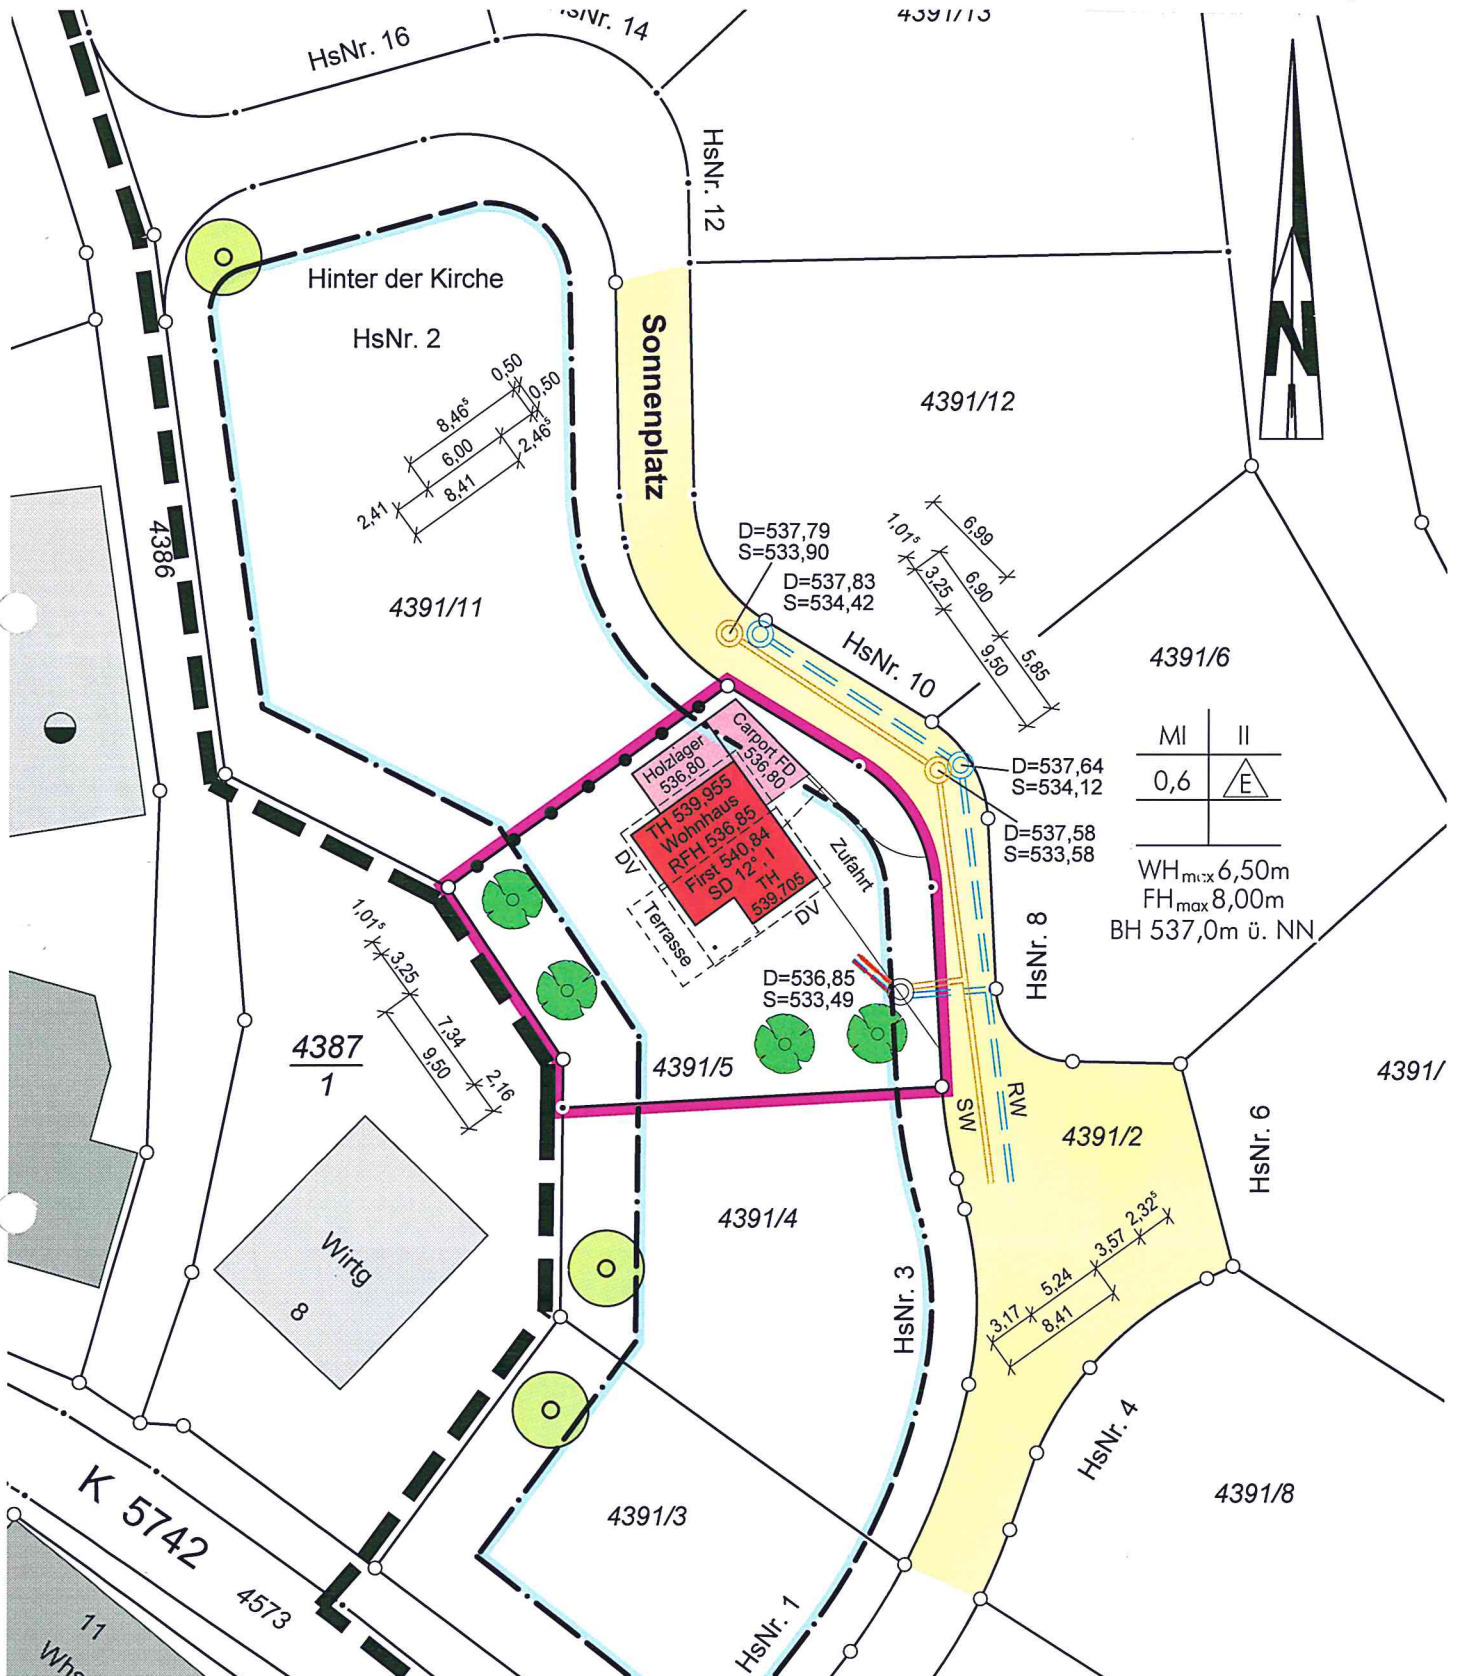 HsNr. 16
HsNr. 14
4391/13
HsNr. 12
Hinter der Kirche
HsNr. 2
Sonnenplatz
N
4391/12
0,50
0,50
8,46⁵
6,00
2,46⁵
8,41
2,41
4386
4391/11
D=537,79
S=533,90
D=537,83
S=534,42
6,99
1,01⁵
6,90
3,25
5,85
9,50
HsNr. 10
4391/6
MI II
0,6 E
WHmax 6,50m
FHmax 8,00m
BH 537,0m ü. NN
D=537,64
S=534,12
D=537,58
S=533,58
Holzlager
536,80
Carport FD
536,80
TH 539,955
Wohnhaus
RFH 536,85
First 540,84
SD 12°, I
TH
539,705
DV
DV
Terrasse
Zufahrt
HsNr. 8
D=536,85
S=533,49
1,01⁵
3,25
7,34
9,50
2,16
4387
1
4391/5
4391/
SW
RW
4391/2
HsNr. 6
4391/4
Wirtg
8
HsNr. 3
2,32⁵
3,57
5,24
3,17
8,41
HsNr. 4
4391/8
4391/3
HsNr. 1
K 5742
4573
11